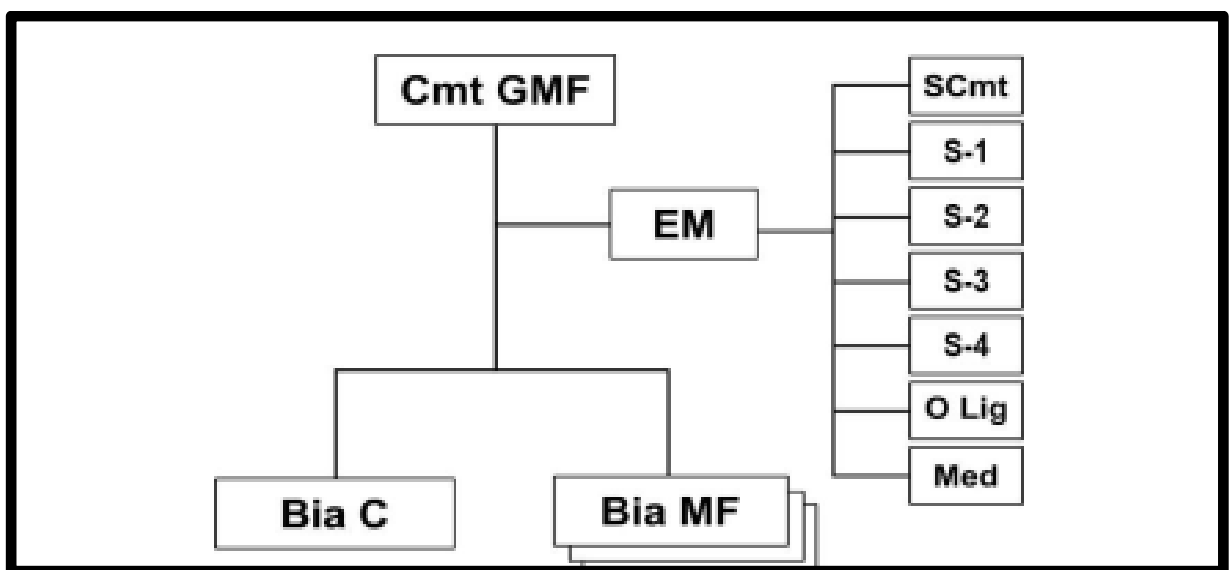 Cmt GMF
EM
SCmt
S-1
S-2
S-3
S-4
O Lig
Med
Bia C
Bia MF